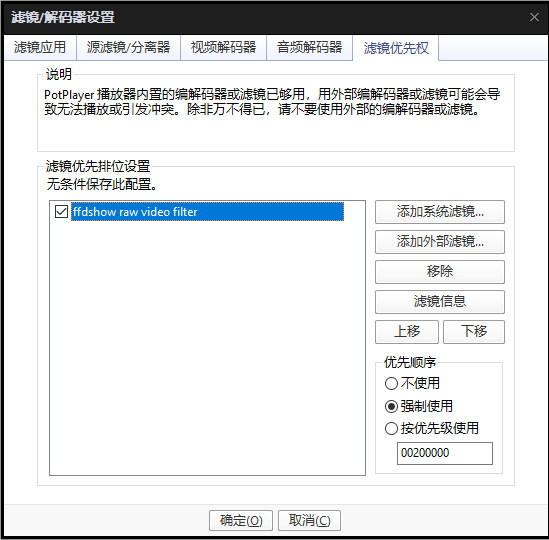 滤镜/解码器设置
滤镜应用 源滤镜/分离器 视频解码器 音频解码器 滤镜优先权
说明
PotPlayer 播放器内置的编解码器或滤镜已够用，用外部编解码器或滤镜可能会导
致无法播放或引发冲突。除非万不得已，请不要使用外部的编解码器或滤镜。
滤镜优先排位设置
无条件保存此配置。
ffdshow raw video filter
添加系统滤镜...
添加外部滤镜...
移除
滤镜信息
上移 下移
优先顺序
不使用
强制使用
按优先级使用
00200000
确定(O) 取消(C)